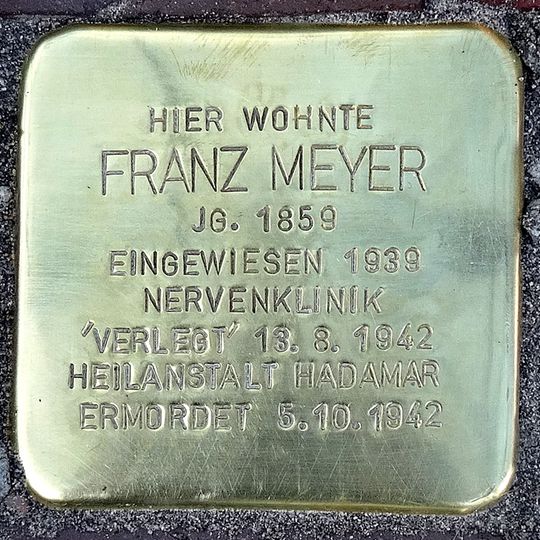 HIER WOHNTE
FRANZ MEYER
JG. 1859
EINGEWIESEN 1939
NERVENKLINIK
'VERLEGT' 13. 8. 1942
HEILANSTALT HADAMAR
ERMORDET 5.10.1942